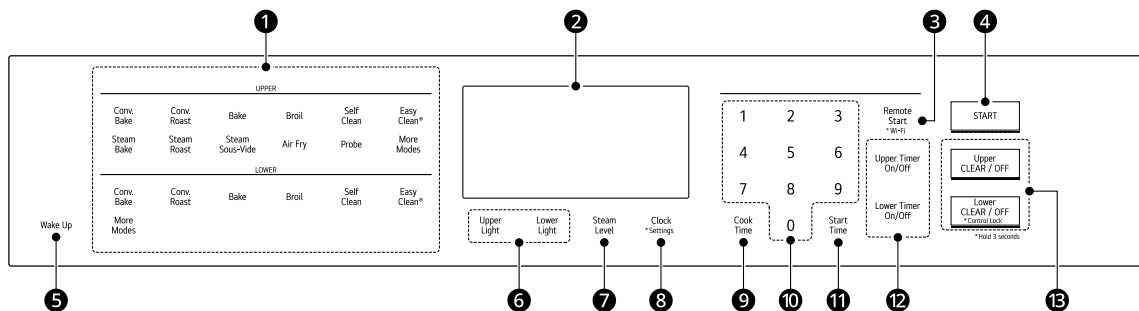 1
2
3
4
UPPER
Conv.
Bake
Conv.
Roast
Bake
Broil
Self
Clean
Easy
Clean®
Steam
Bake
Steam
Roast
Steam
Sous-Vide
Air Fry
Probe
More
Modes
LOWER
Conv.
Bake
Conv.
Roast
Bake
Broil
Self
Clean
Easy
Clean®
More
Modes
Wake Up
Upper
Light
Lower
Light
Steam
Level
Clock
*Settings
1 2 3
4 5 6
7 8 9
0
Cook
Time
Start
Time
Remote
Start
*Wi-Fi
Upper Timer
On/Off
Lower Timer
On/Off
START
Upper
CLEAR / OFF
Lower
CLEAR / OFF
*Control Lock
*Hold 3 seconds
5
6
7
8
9
10
11
12
13